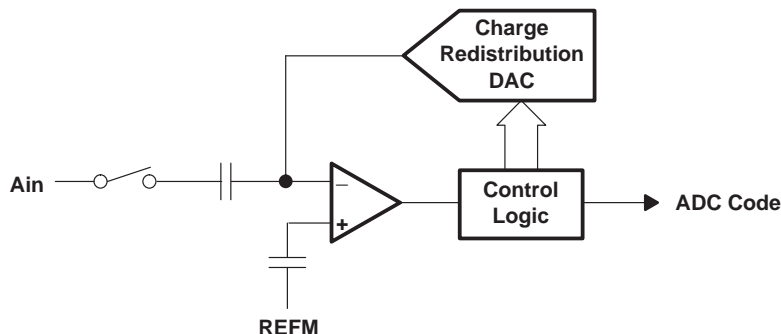 Charge
Redistribution
DAC
Ain
−
+
Control
Logic
ADC Code
REFM